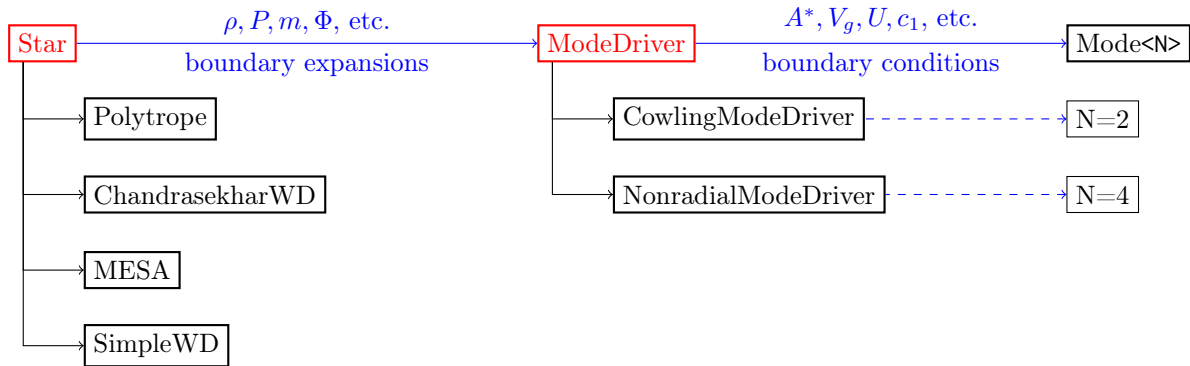 Star
ρ, P, m, Φ, etc.
boundary expansions
ModeDriver
A*, V_g, U, c_1, etc.
boundary conditions
Mode<N>
Polytrope
CowlingModeDriver
N=2
ChandrasekharWD
NonradialModeDriver
N=4
MESA
SimpleWD